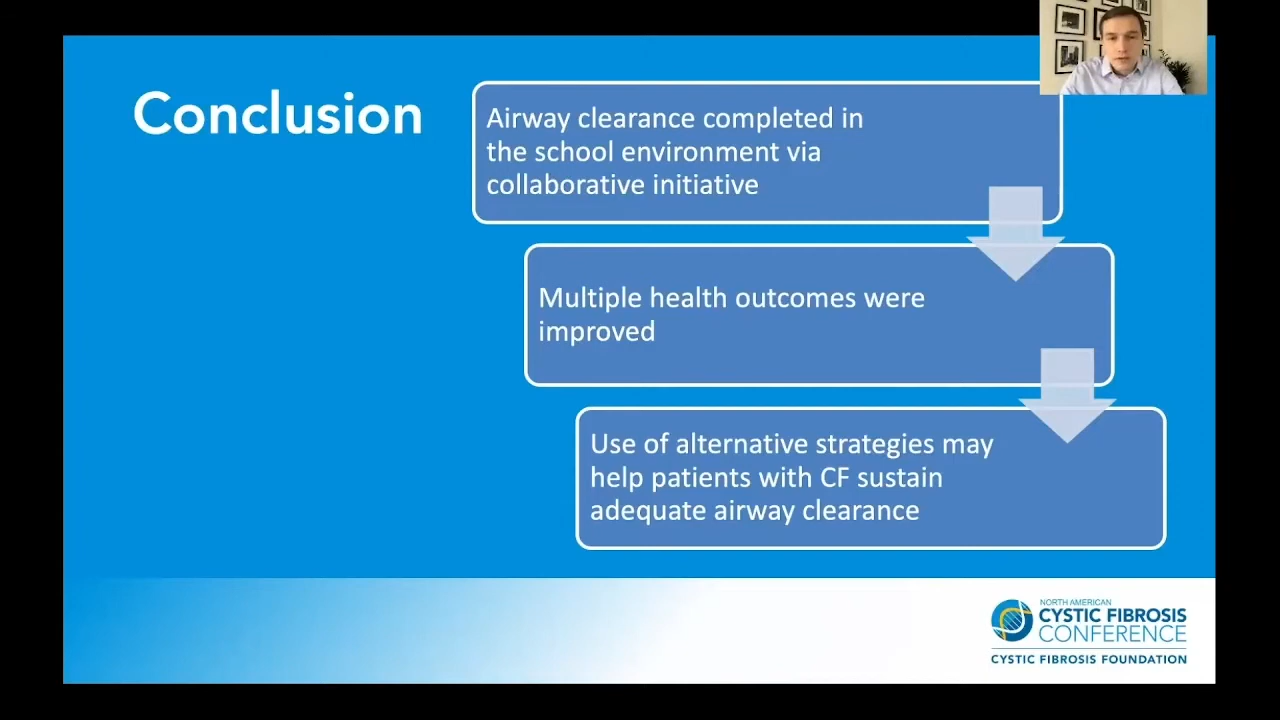 Conclusion
Airway clearance completed in
the school environment via
collaborative initiative
Multiple health outcomes were
improved
Use of alternative strategies may
help patients with CF sustain
adequate airway clearance
NORTH AMERICAN
CYSTIC FIBROSIS
CONFERENCE
CYSTIC FIBROSIS FOUNDATION